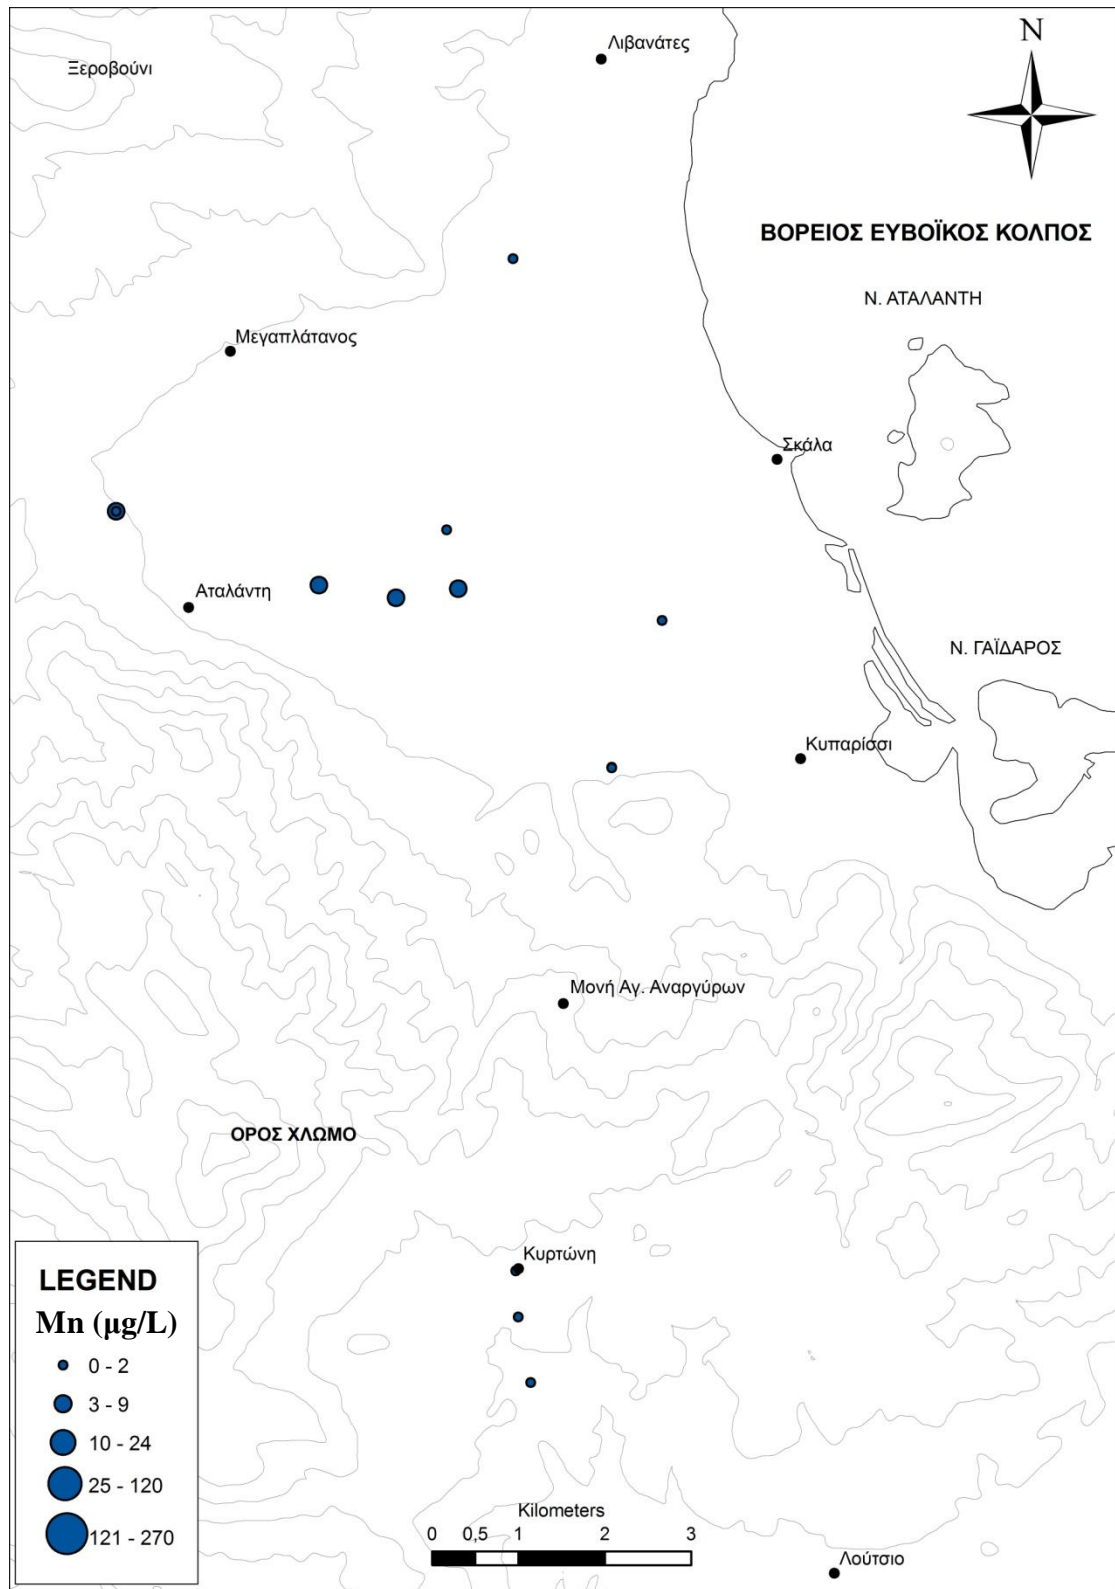 Λιβανάτες
N
Ξεροβούνι
ΒΟΡΕΙΟΣ ΕΥΒΟΪΚΟΣ ΚΟΛΠΟΣ
Ν. ΑΤΑΛΑΝΤΗ
Μεγαπλάτανος
Σκάλα
Αταλάντη
Ν. ΓΑΪΔΑΡΟΣ
Κυπαρίσσι
Μονή Αγ. Αναργύρων
ΟΡΟΣ ΧΛΩΜΟ
Κυρτώνη
LEGEND
Mn (μg/L)
0 - 2
3 - 9
10 - 24
25 - 120
121 - 270
Kilometers
0 0,5 1 2 3
Λούτσιο